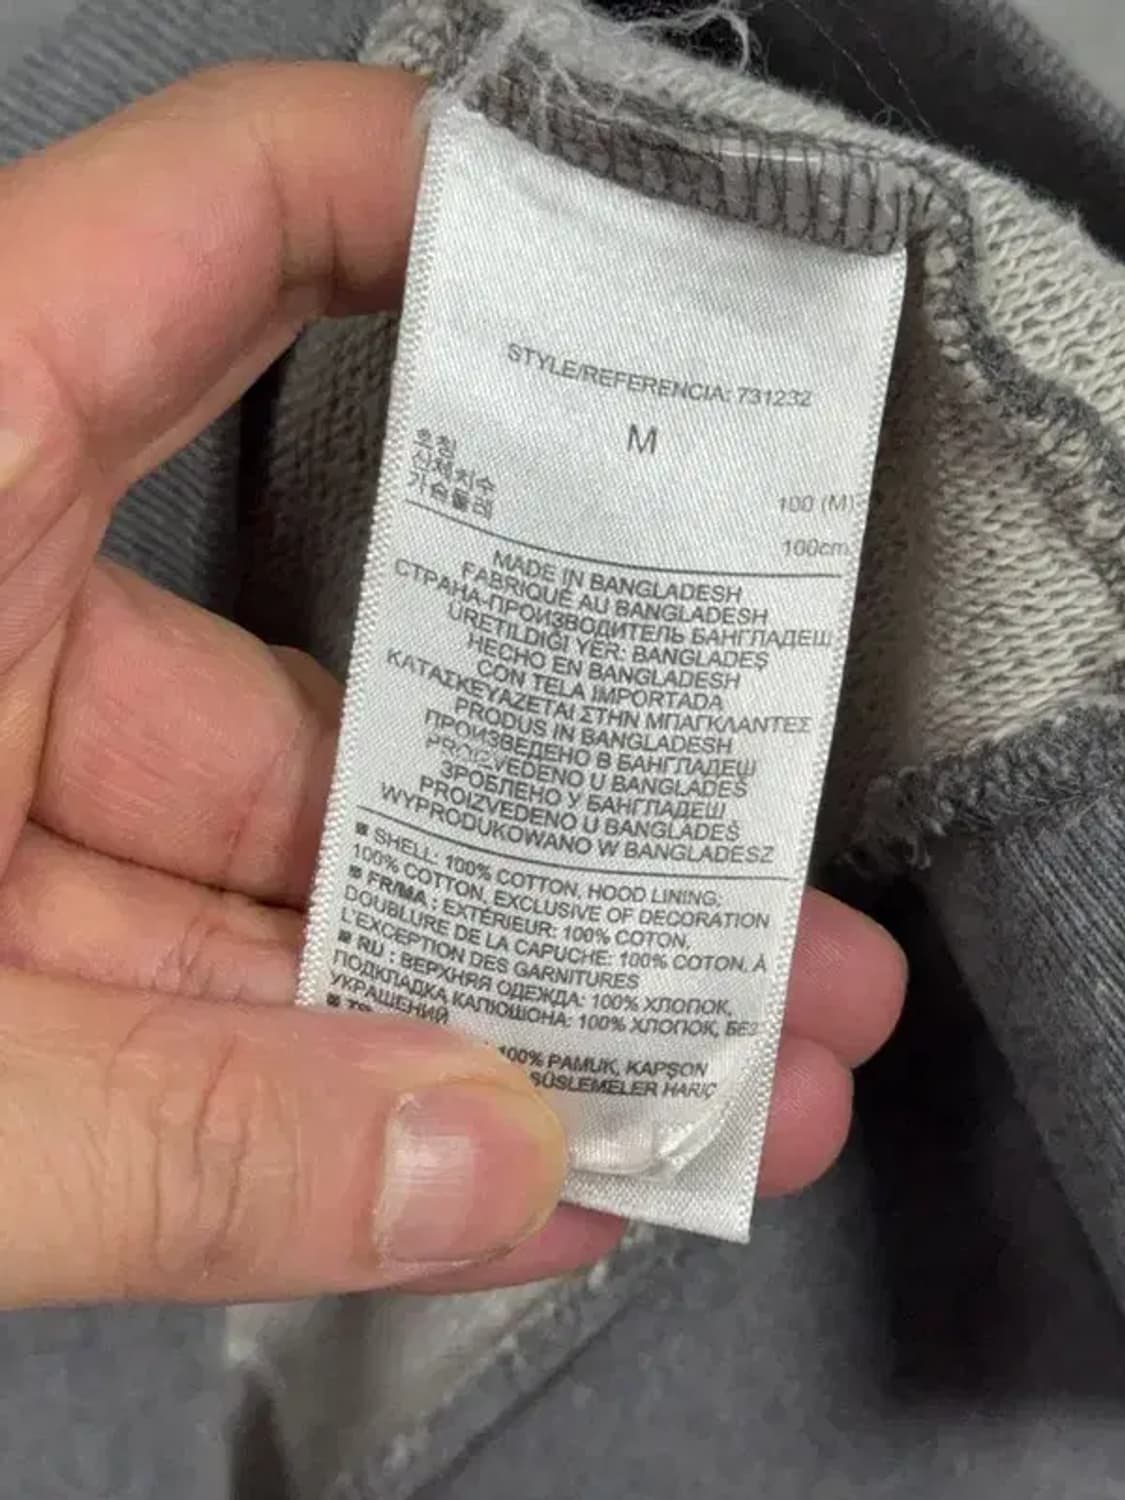 STYLE/REFERENCIA: 731232
M
호칭
신체치수
가슴둘레
100 (M)
100cm
MADE IN BANGLADESH
FABRIQUÉ AU BANGLADESH
СТРАНА-ПРОИЗВОДИТЕЛЬ БАНГЛАДЕШ
ÜRETILDIĞI YER: BANGLADEŞ
HECHO EN BANGLADESH
CON TELA IMPORTADA
ΚΑΤΑΣΚΕΥΑΖΕΤΑΙ ΣΤΗΝ ΜΠΑΓΚΛΑΝΤΕΣ
PRODUS IN BANGLADESH
ПРОИЗВЕДЕНО В БАНГЛАДЕШ
PROIZVEDENO U BANGLADEŠ
ЗРОБЛЕНО У БАНГЛАДЕШ
PROIZVEDENO U BANGLADEŠ
WYPRODUKOWANO W BANGLADESZ
SHELL: 100% COTTON, HOOD LINING:
100% COTTON, EXCLUSIVE OF DECORATION
FR/MA : EXTÉRIEUR: 100% COTON,
DOUBLURE DE LA CAPUCHE: 100% COTON, À
L'EXCEPTION DES GARNITURES
RU : ВЕРХНЯЯ ОДЕЖДА: 100% ХЛОПОК,
ПОДКЛАДКА КАПЮШОНА: 100% ХЛОПОК, БЕЗ
УКРАШЕНИЙ
100% PAMUK, KAPŞON
SÜSLEMELER HARIÇ